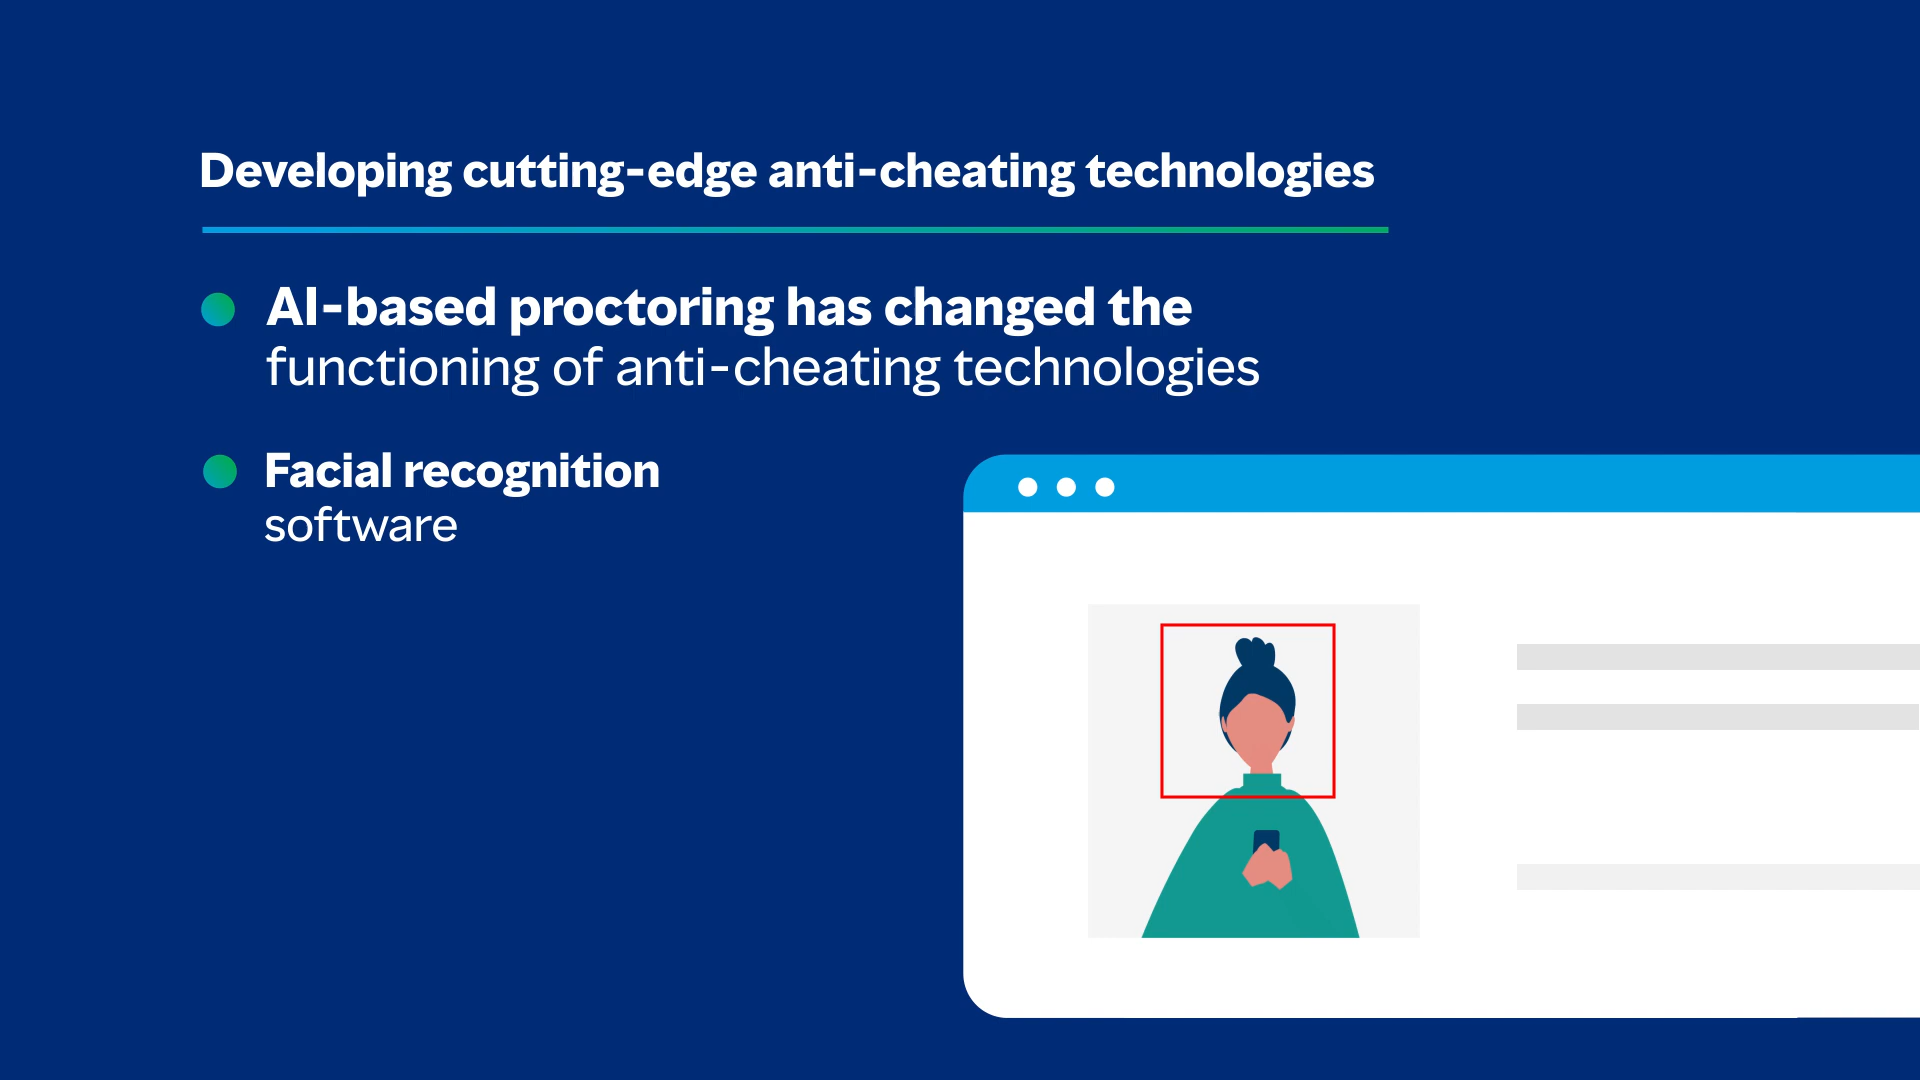 Developing cutting-edge anti-cheating technologies
AI-based proctoring has changed the
functioning of anti-cheating technologies
Facial recognition
software